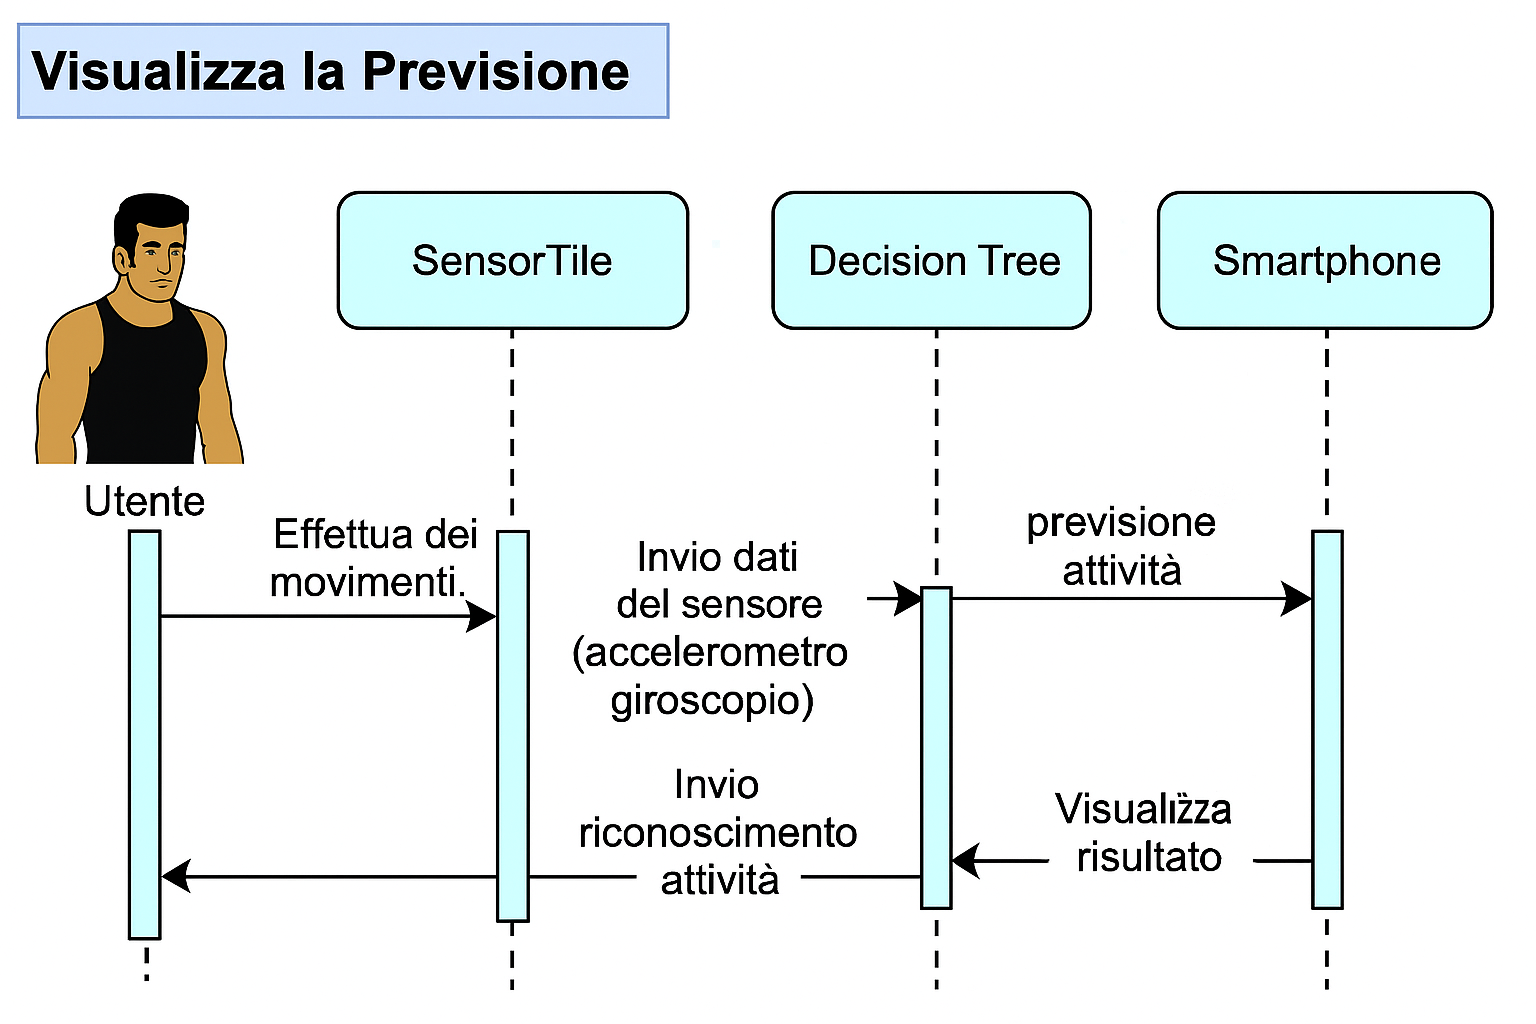 Visualizza la Previsione
SensorTile
Decision Tree
Smartphone
Utente
Effettua dei
movimenti.
Invio dati
del sensore
(accelerometro
giroscopio)
previsione
attività
Invio
riconoscimento
attività
Visualizza
risultato